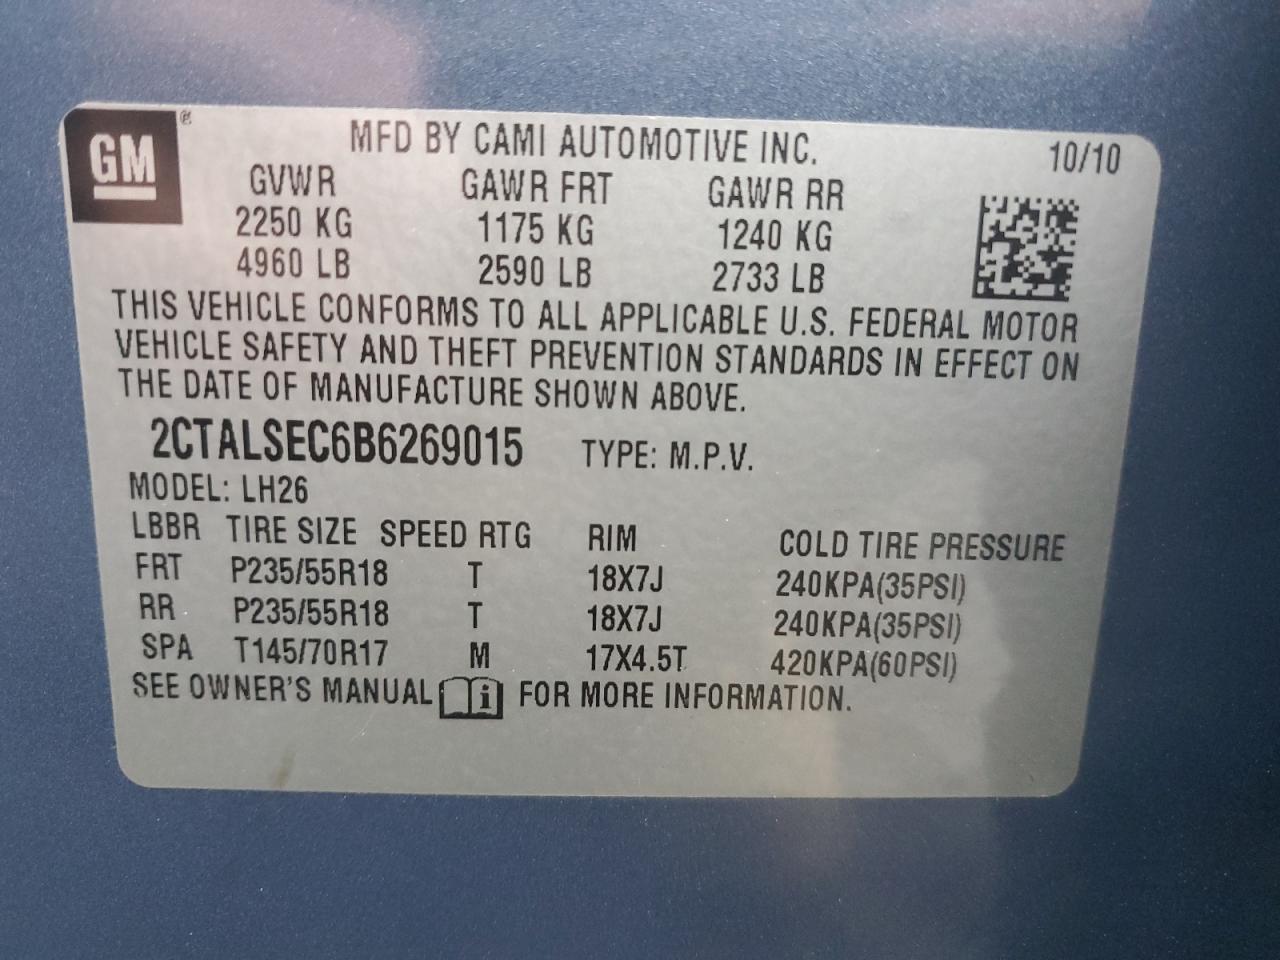 GM®
MFD BY CAMI AUTOMOTIVE INC. 10/10
GVWR GAWR FRT GAWR RR
2250 KG 1175 KG 1240 KG
4960 LB 2590 LB 2733 LB
THIS VEHICLE CONFORMS TO ALL APPLICABLE U.S. FEDERAL MOTOR
VEHICLE SAFETY AND THEFT PREVENTION STANDARDS IN EFFECT ON
THE DATE OF MANUFACTURE SHOWN ABOVE.
2CTALSEC6B6269015 TYPE: M.P.V.
MODEL: LH26
LBBR TIRE SIZE SPEED RTG RIM COLD TIRE PRESSURE
FRT P235/55R18 T 18X7J 240KPA(35PSI)
RR P235/55R18 T 18X7J 240KPA(35PSI)
SPA T145/70R17 M 17X4.5T 420KPA(60PSI)
SEE OWNER'S MANUAL i FOR MORE INFORMATION.